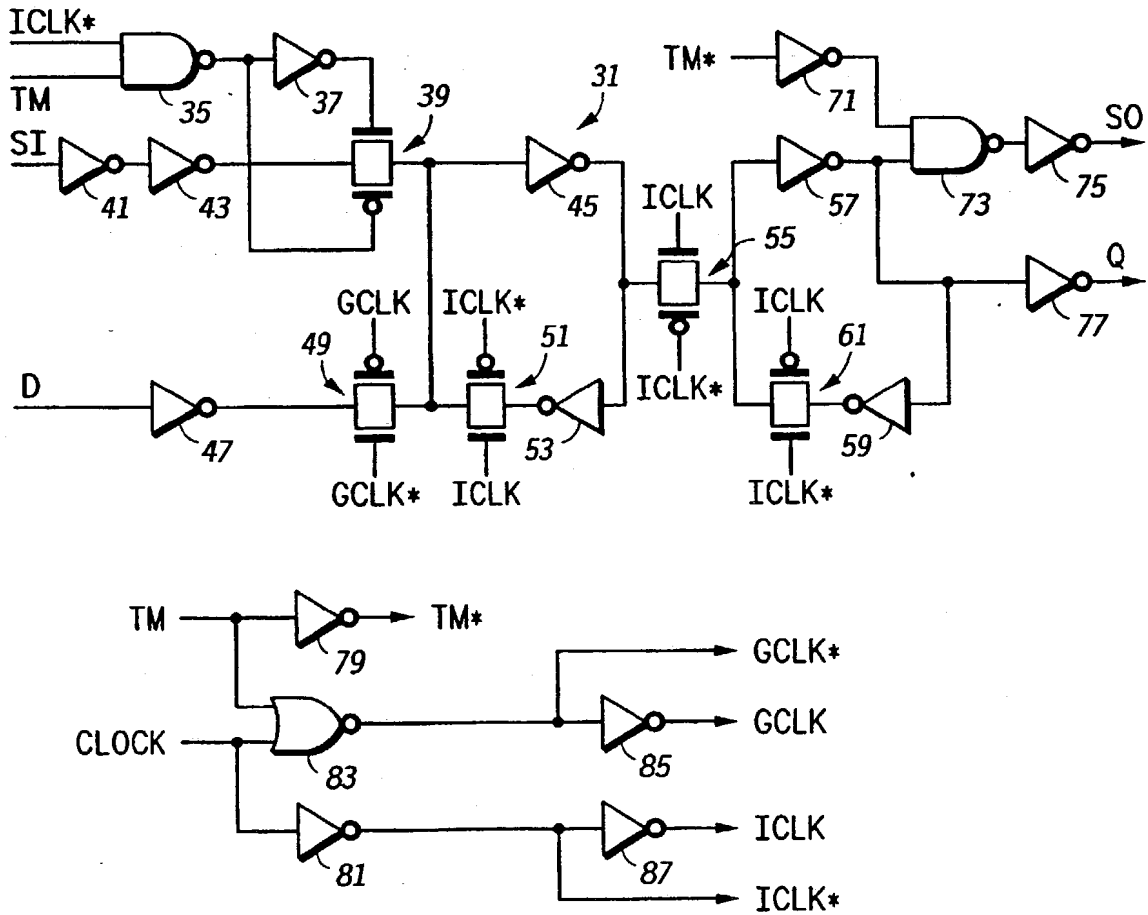 ICLK*
TM
35
37
39
31
TM*
71
SO
SI
41
43
45
ICLK
55
57
73
75
Q
GCLK
ICLK*
ICLK
77
49
51
61
D
47
53
ICLK*
59
GCLK*
ICLK
ICLK*
TM
TM*
79
GCLK*
CLOCK
83
85
GCLK
81
87
ICLK
ICLK*